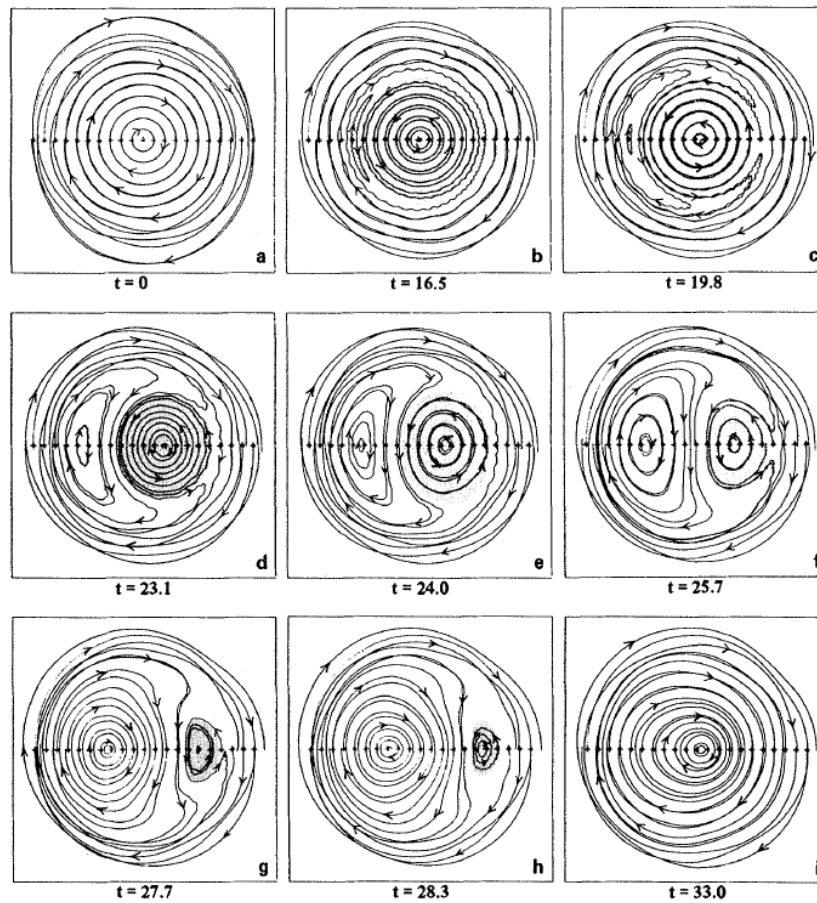 a b c
t = 0 t = 16.5 t = 19.8
d e f
t = 23.1 t = 24.0 t = 25.7
g h i
t = 27.7 t = 28.3 t = 33.0